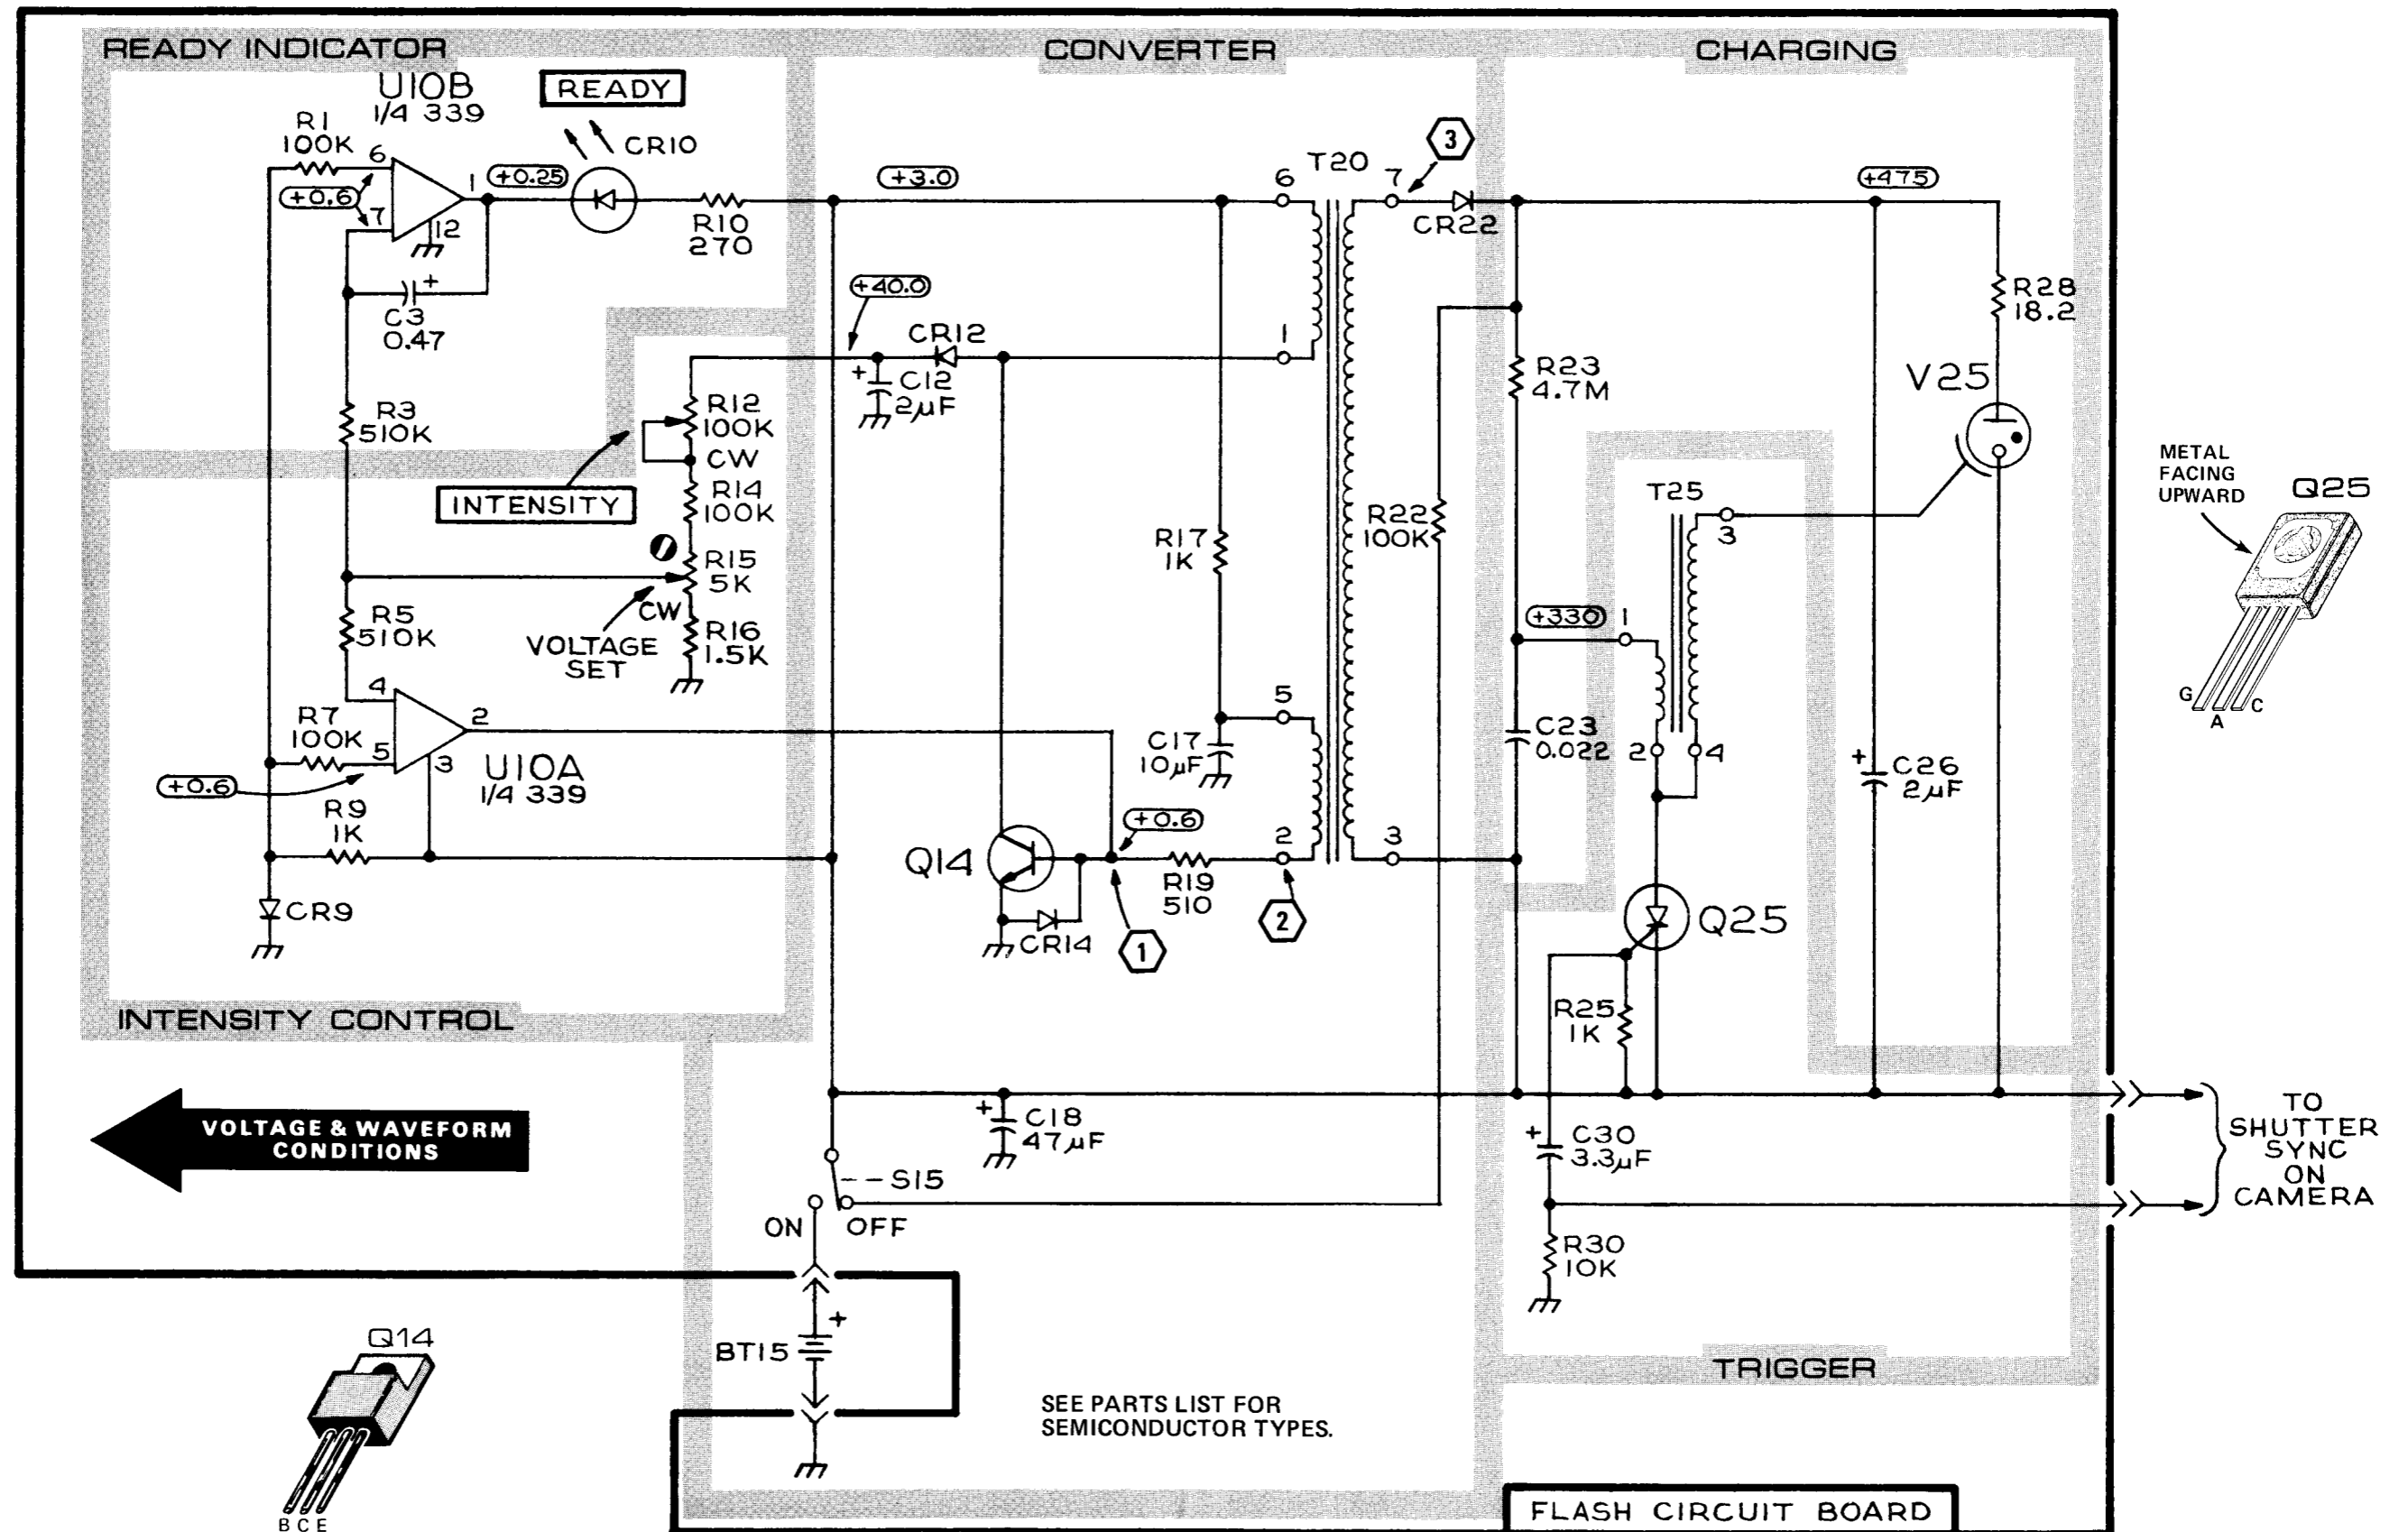 READY INDICATOR
CONVERTER
CHARGING
U10B
1/4 339
READY
R1
100K
6
+0.6
7
1
12
+0.25
CR10
R10
270
+3.0
6
T20
7
3
CR22
+475
C3
0.47
+
+40.0
CR12
1
+
C12
2µF
R28
18.2
R23
4.7M
V25
R3
510K
R12
100K
CW
INTENSITY
R14
100K
R15
5K
CW
VOLTAGE
SET
R16
1.5K
R5
510K
R17
1K
R22
100K
T25
3
+330
1
METAL
FACING
UPWARD
Q25
G
A
C
4
2
R7
100K
5
3
U10A
1/4 339
+0.6
R9
1K
CR9
5
C17
10µF
C23
0.022
2
4
+
C26
2µF
+0.6
Q14
R19
510
2
3
CR14
1
2
Q25
R25
1K
INTENSITY CONTROL
VOLTAGE & WAVEFORM
CONDITIONS
+
C18
47µF
S15
ON
OFF
+
C30
3.3µF
R30
10K
TO
SHUTTER
SYNC
ON
CAMERA
BT15
+
Q14
B C E
SEE PARTS LIST FOR
SEMICONDUCTOR TYPES.
TRIGGER
FLASH CIRCUIT BOARD